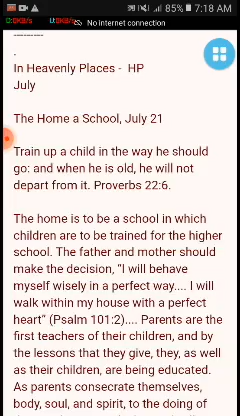 85% 7:18 AM
0:0KB/s U:0KB/s No internet connection
----------
.
In Heavenly Places - HP
July
The Home a School, July 21
Train up a child in the way he should
go: and when he is old, he will not
depart from it. Proverbs 22:6.
The home is to be a school in which
children are to be trained for the higher
school. The father and mother should
make the decision, “I will behave
myself wisely in a perfect way.... I will
walk within my house with a perfect
heart” (Psalm 101:2).... Parents are the
first teachers of their children, and by
the lessons that they give, they, as well
as their children, are being educated.
As parents consecrate themselves,
body, soul, and spirit, to the doing of